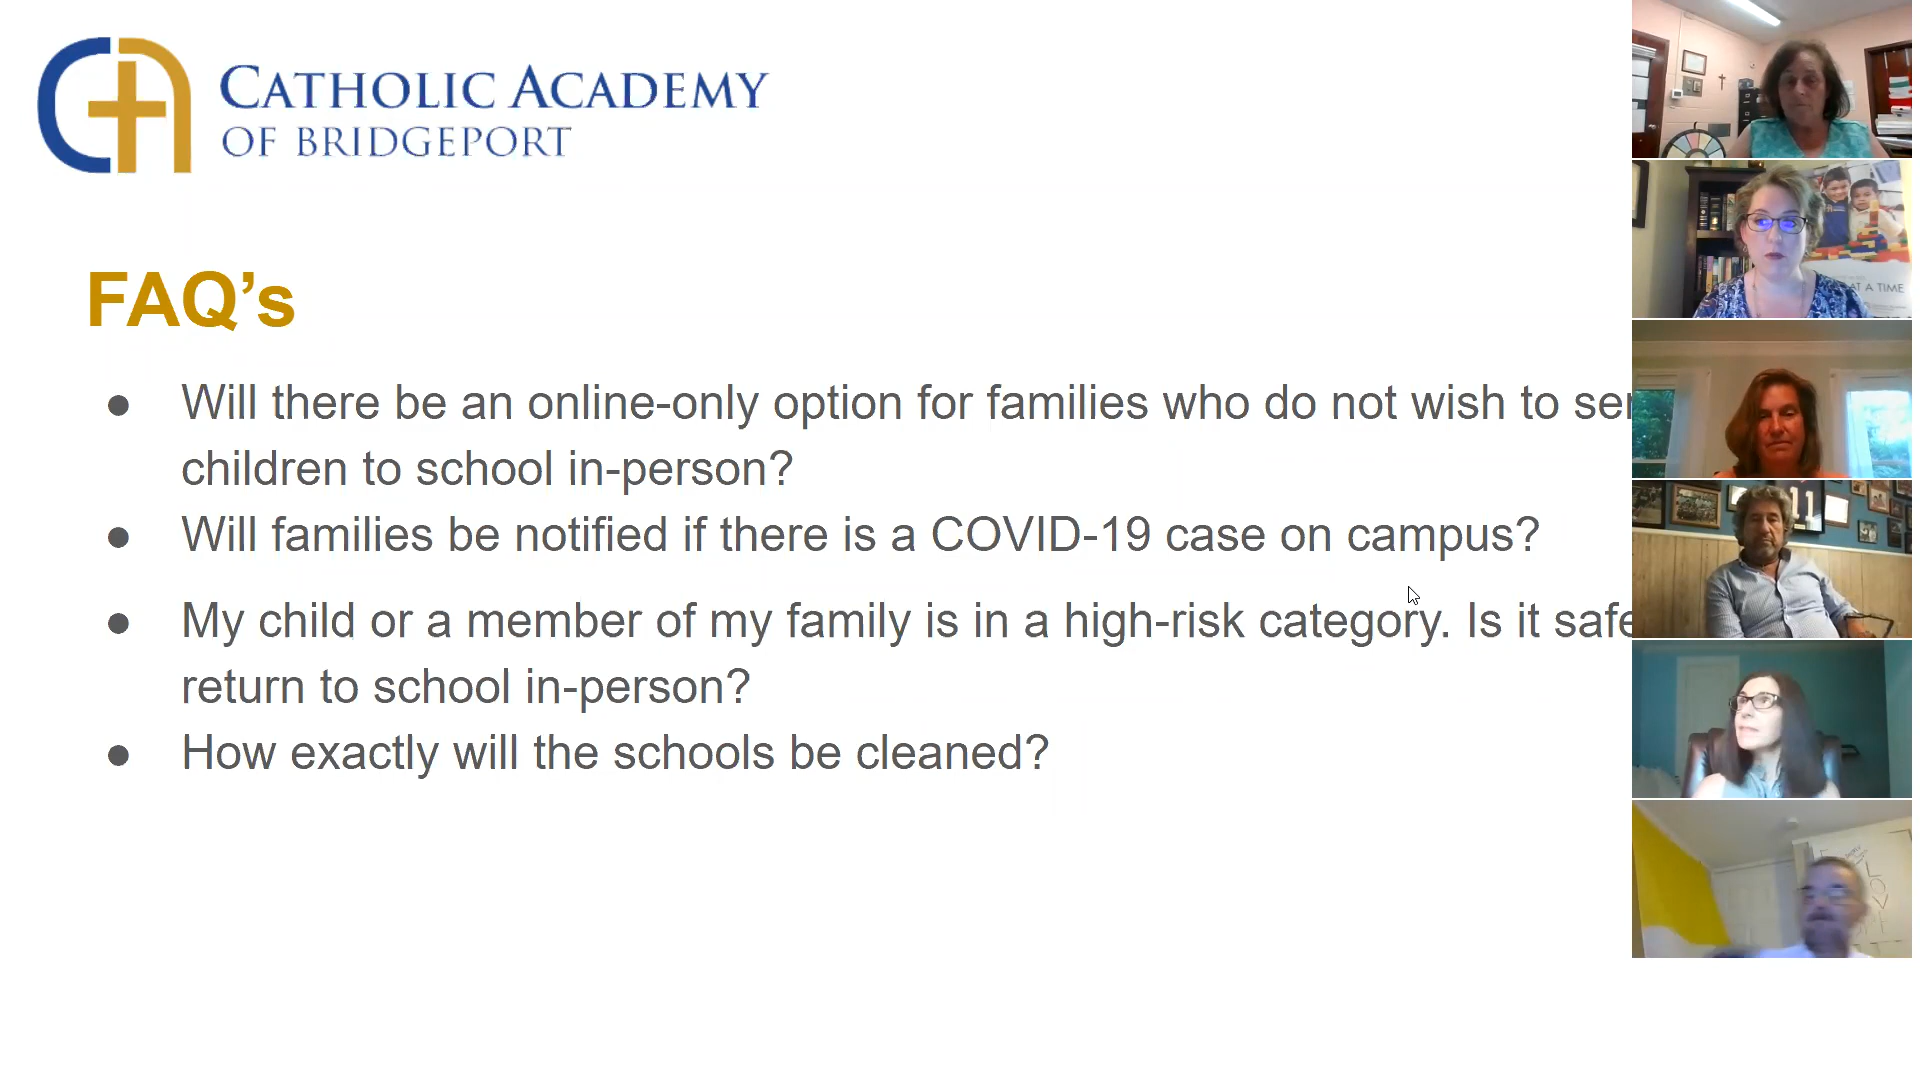 CATHOLIC ACADEMY
OF BRIDGEPORT
FAQ’s
● Will there be an online-only option for families who do not wish to
children to school in-person?
● Will families be notified if there is a COVID-19 case on campus?
● My child or a member of my family is in a high-risk category. Is it safe
return to school in-person?
● How exactly will the schools be cleaned?
AT A TIME
11